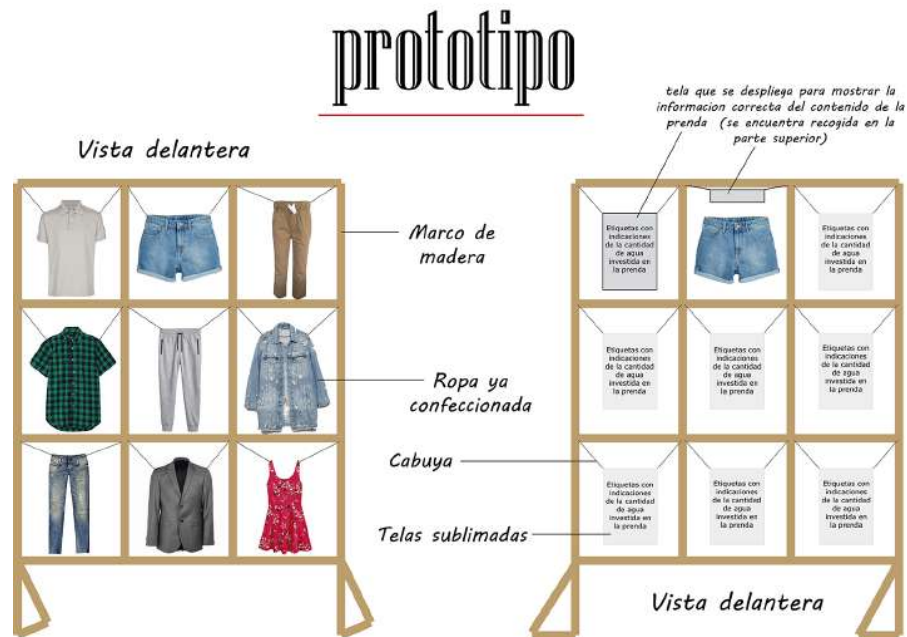 prototipo
tela que se despliega para mostrar la
informacion correcta del contenido de la
prenda (se encuentra recogida en la
parte superior)
Vista delantera
Marco de
madera
Ropa ya
confeccionada
Cabuya
Telas sublimadas
Etiquetas con
indicaciones
de la cantidad
de agua
investida en
la prenda
Etiquetas con
indicaciones
de la cantidad
de agua
investida en
la prenda
Etiquetas con
indicaciones
de la cantidad
de agua
investida en
la prenda
Etiquetas con
indicaciones
de la cantidad
de agua
investida en
la prenda
Etiquetas con
indicaciones
de la cantidad
de agua
investida en
la prenda
Etiquetas con
indicaciones
de la cantidad
de agua
investida en
la prenda
Etiquetas con
indicaciones
de la cantidad
de agua
investida en
la prenda
Etiquetas con
indicaciones
de la cantidad
de agua
investida en
la prenda
Vista delantera